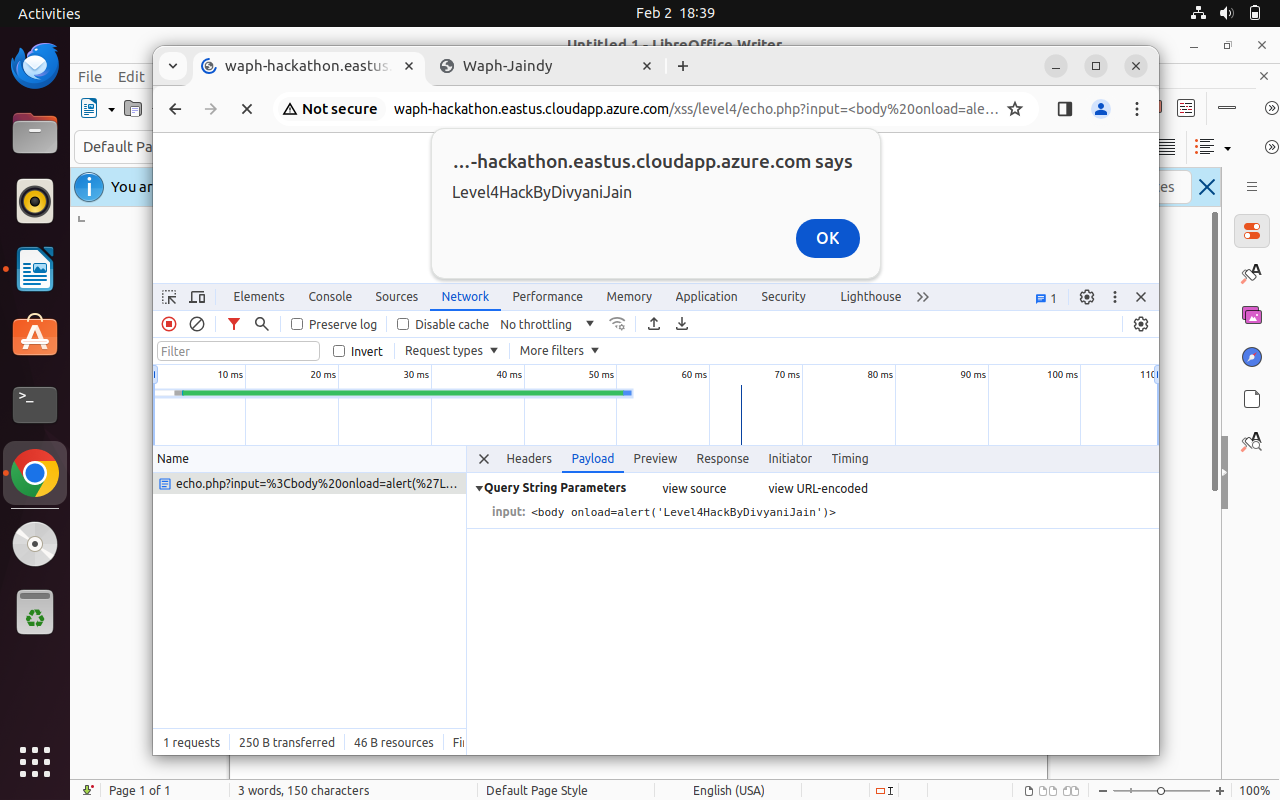 Activities
Feb 2 18:39
Untitled 1 - LibreOffice Writer
File Edit
waph-hackathon.eastus.
Waph-Jaindy
Not secure
waph-hackathon.eastus.cloudapp.azure.com/xss/level4/echo.php?input=<body%20onload=ale...
Default Pa
You ar
es
...-hackathon.eastus.cloudapp.azure.com says
Level4HackByDivyaniJain
OK
Elements Console Sources Network Performance Memory Application Security Lighthouse
1
Preserve log Disable cache No throttling
Filter Invert Request types More filters
10 ms 20 ms 30 ms 40 ms 50 ms 60 ms 70 ms 80 ms 90 ms 100 ms 110
Name
Headers Payload Preview Response Initiator Timing
echo.php?input=%3Cbody%20onload=alert(%27L...
Query String Parameters view source view URL-encoded
input: <body onload=alert('Level4HackByDivyaniJain')>
1 requests 250 B transferred 46 B resources Fi
Page 1 of 1 3 words, 150 characters Default Page Style English (USA) 100%